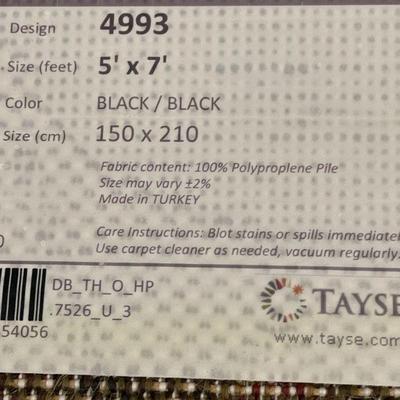 Design 4993
Size (feet) 5' x 7'
Color BLACK / BLACK
Size (cm) 150 x 210
Fabric content: 100% Polyproplene Pile
Size may vary ±2%
Made in TURKEY
Care Instructions: Blot stains or spills immediatel
Use carpet cleaner as needed, vacuum regularly.
DB_TH_O_HP
.7526_U_3
54056
TAYSE
www.tayse.com